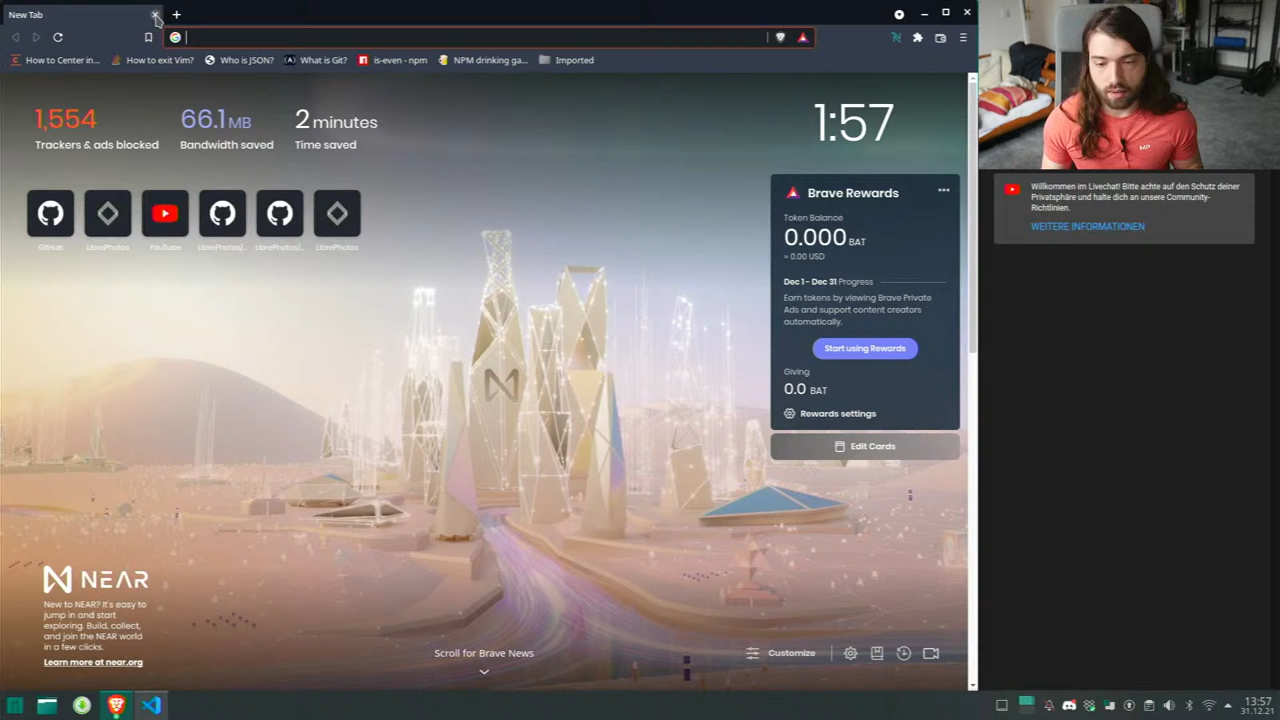 New Tab
How to Center in...
How to exit Vim?
Who is JSON?
What is Git?
is-even - npm
NPM drinking ga...
Imported
1,554
Trackers & ads blocked
66.1 MB
Bandwidth saved
2 minutes
Time saved
1:57
GitHub
LibrePhotos
YouTube
LibrePhotos/...
LibrePhotos/...
LibrePhotos
Brave Rewards
Token Balance
0.000 BAT
≈ 0.00 USD
Dec 1 - Dec 31 Progress
Earn tokens by viewing Brave Private
Ads and support content creators
automatically.
Start using Rewards
Giving
0.0 BAT
Rewards settings
Edit Cards
NEAR
New to NEAR? It's easy to
jump in and start
exploring. Build, collect,
and join the NEAR world
in a few clicks.
Learn more at near.org
Scroll for Brave News
Customize
MP
Willkommen im Livechat! Bitte achte auf den Schutz deiner
Privatsphäre und halte dich an unsere Community-
Richtlinien.
WEITERE INFORMATIONEN
13:57
31.12.21